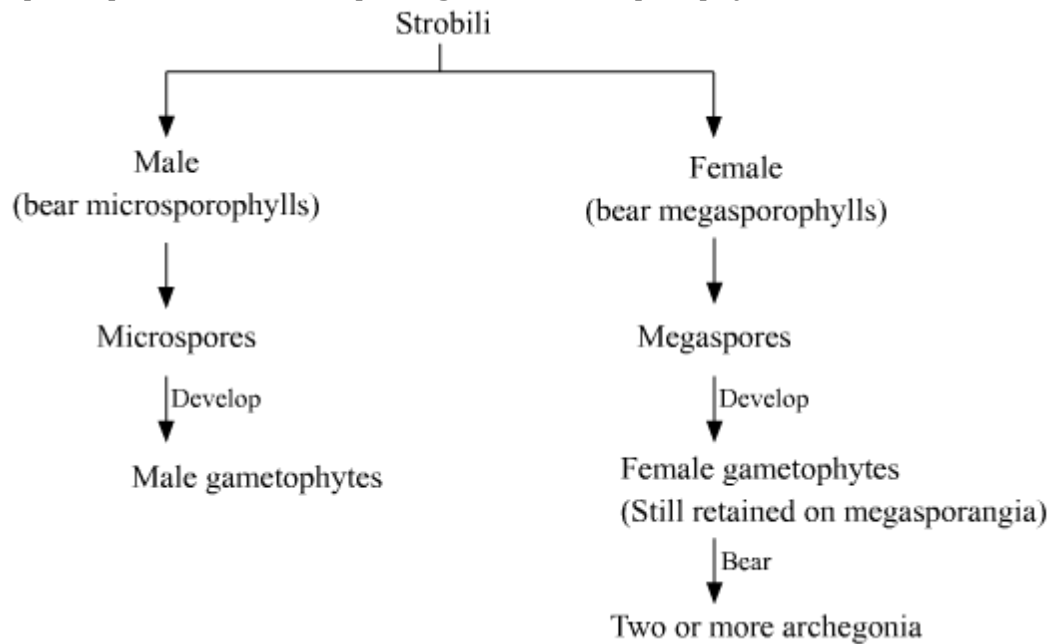 Strobili
Male
(bear microsporophylls)
Female
(bear megasporophylls)
Microspores
Megaspores
Develop
Develop
Male gametophytes
Female gametophytes
(Still retained on megasporangia)
Bear
Two or more archegonia